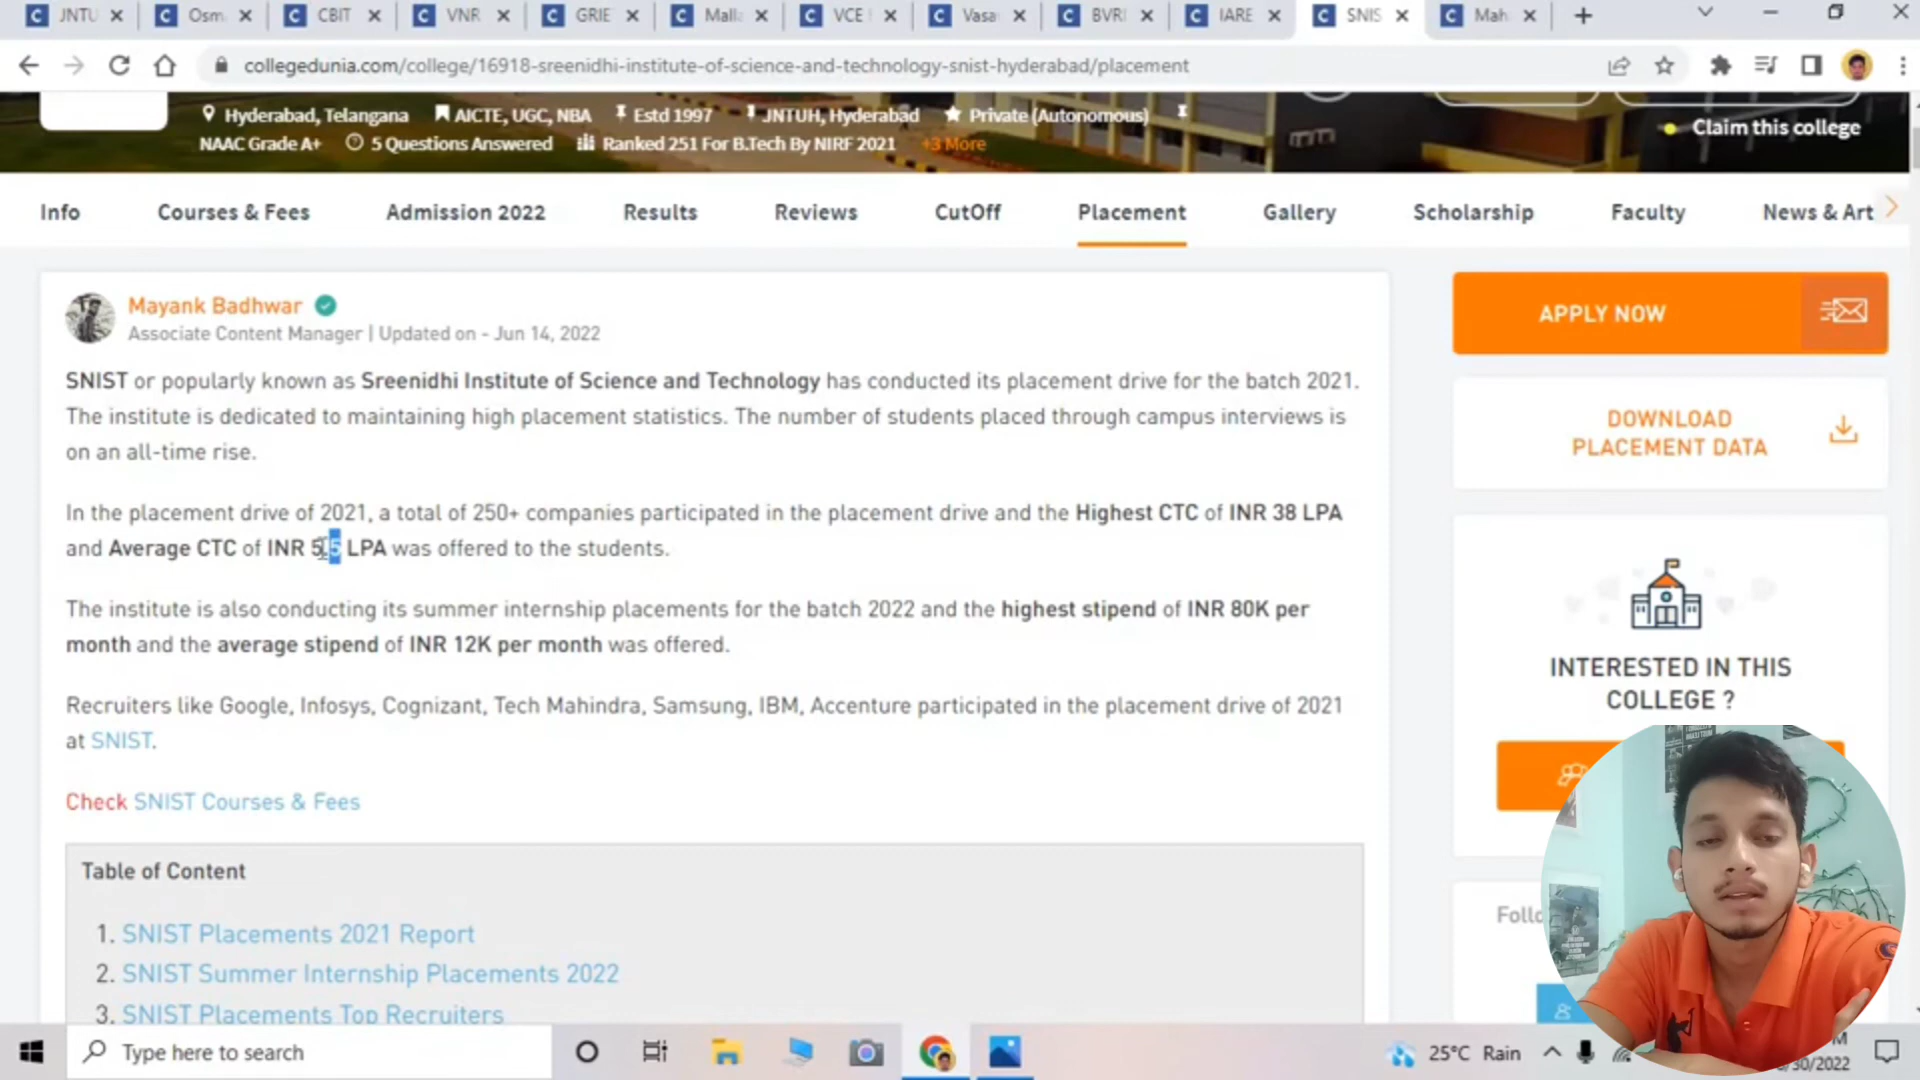 JNTU
Osm
CBIT
VNR
GRIE
Mall
VCE
Vasa
BVRI
IARE
SNIS
Mah
collegedunia.com/college/16918-sreenidhi-institute-of-science-and-technology-snist-hyderabad/placement
Hyderabad, Telangana AICTE, UGC, NBA Estd 1997 JNTUH, Hyderabad Private (Autonomous)
NAAC Grade A+ 5 Questions Answered Ranked 251 For B.Tech By NIRF 2021 +3 More
Claim this college
Info Courses & Fees Admission 2022 Results Reviews CutOff Placement Gallery Scholarship Faculty News & Art
Mayank Badhwar
Associate Content Manager | Updated on - Jun 14, 2022
SNIST or popularly known as Sreenidhi Institute of Science and Technology has conducted its placement drive for the batch 2021.
The institute is dedicated to maintaining high placement statistics. The number of students placed through campus interviews is
on an all-time rise.
In the placement drive of 2021, a total of 250+ companies participated in the placement drive and the Highest CTC of INR 38 LPA
and Average CTC of INR 5.5 LPA was offered to the students.
The institute is also conducting its summer internship placements for the batch 2022 and the highest stipend of INR 80K per
month and the average stipend of INR 12K per month was offered.
Recruiters like Google, Infosys, Cognizant, Tech Mahindra, Samsung, IBM, Accenture participated in the placement drive of 2021
at SNIST.
Check SNIST Courses & Fees
Table of Content
1. SNIST Placements 2021 Report
2. SNIST Summer Internship Placements 2022
3. SNIST Placements Top Recruiters
APPLY NOW
DOWNLOAD
PLACEMENT DATA
INTERESTED IN THIS
COLLEGE ?
Follo
Type here to search
25°C Rain
M
/30/2022